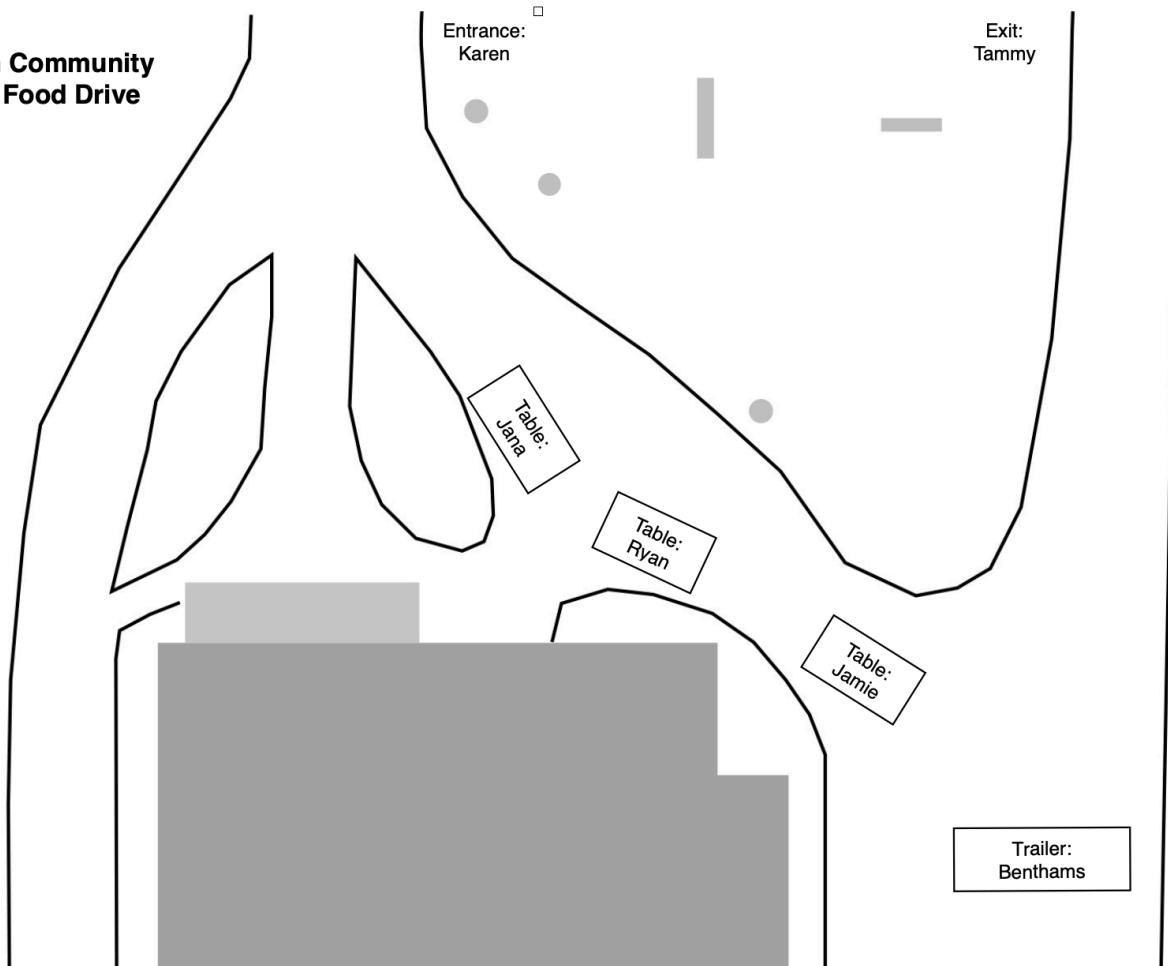 Community
Food Drive
Entrance:
Karen
Exit:
Tammy
Table:
Jana
Table:
Ryan
Table:
Jamie
Trailer:
Benthams